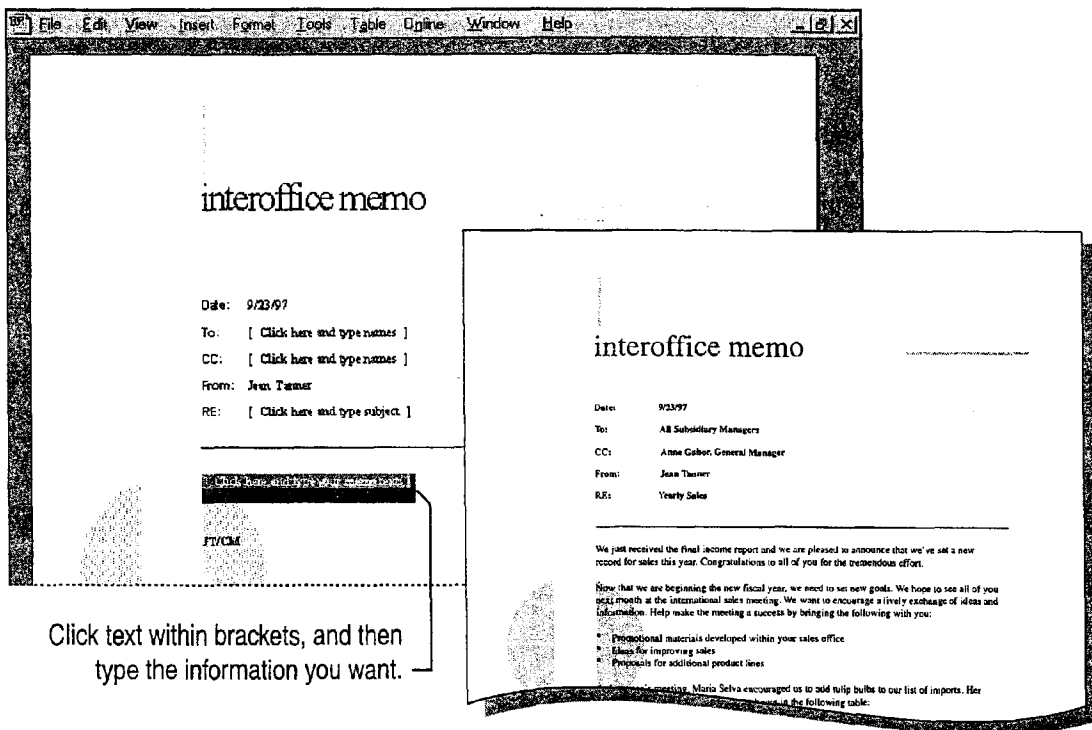 File Edit View Insert Format Tools Table Online Window Help
interoffice memo
Date: 9/23/97
To: [ Click here and type names ]
CC: [ Click here and type names ]
From: Jean Tanner
RE: [ Click here and type subject ]
[ Click here and type your memo text ]
JT/CM
Click text within brackets, and then
type the information you want.
interoffice memo
Date: 9/23/97
To: All Subsidiary Managers
CC: Anne Gabor, General Manager
From: Jean Tanner
RE: Yearly Sales
We just received the final income report and we are pleased to announce that we've set a new
record for sales this year. Congratulations to all of you for the tremendous effort.
Now that we are beginning the new fiscal year, we need to set new goals. We hope to see all of you
next month at the international sales meeting. We want to encourage a lively exchange of ideas and
information. Help make the meeting a success by bringing the following with you:
Promotional materials developed within your sales office
Ideas for improving sales
Proposals for additional product lines
meeting, Maria Selva encouraged us to add tulip bulbs to our list of imports. Her
in the following table: